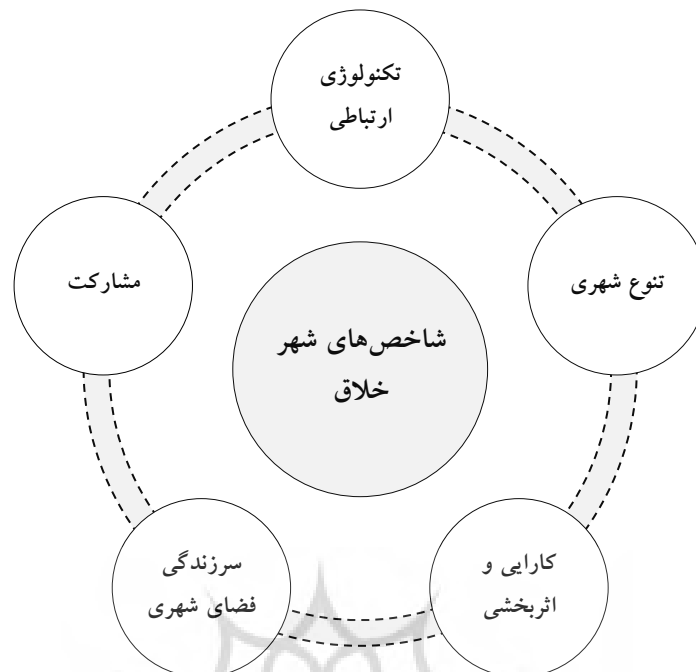 تکنولوژی
ارتباطی
تنوع شهری
مشارکت
شاخص‌های شهر
خلاق
کارایی و
اثربخشی
سرزندگی
فضای شهری